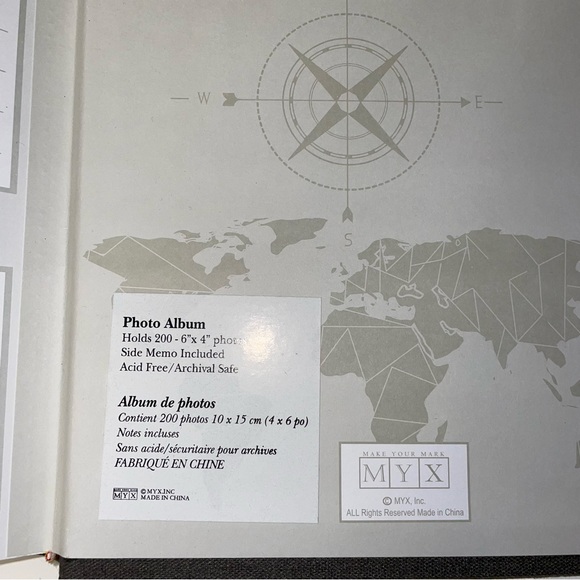 W
E
S
Photo Album
Holds 200 - 6"x 4" phot
Side Memo Included
Acid Free/Archival Safe
Album de photos
Contient 200 photos 10 x 15 cm (4 x 6 po)
Notes incluses
Sans acide/sécuritaire pour archives
FABRIQUÉ EN CHINE
MYX
© MYX.INC
MADE IN CHINA
MAKE YOUR MARK
MYX
© MYX, Inc.
ALL Rights Reserved Made in China